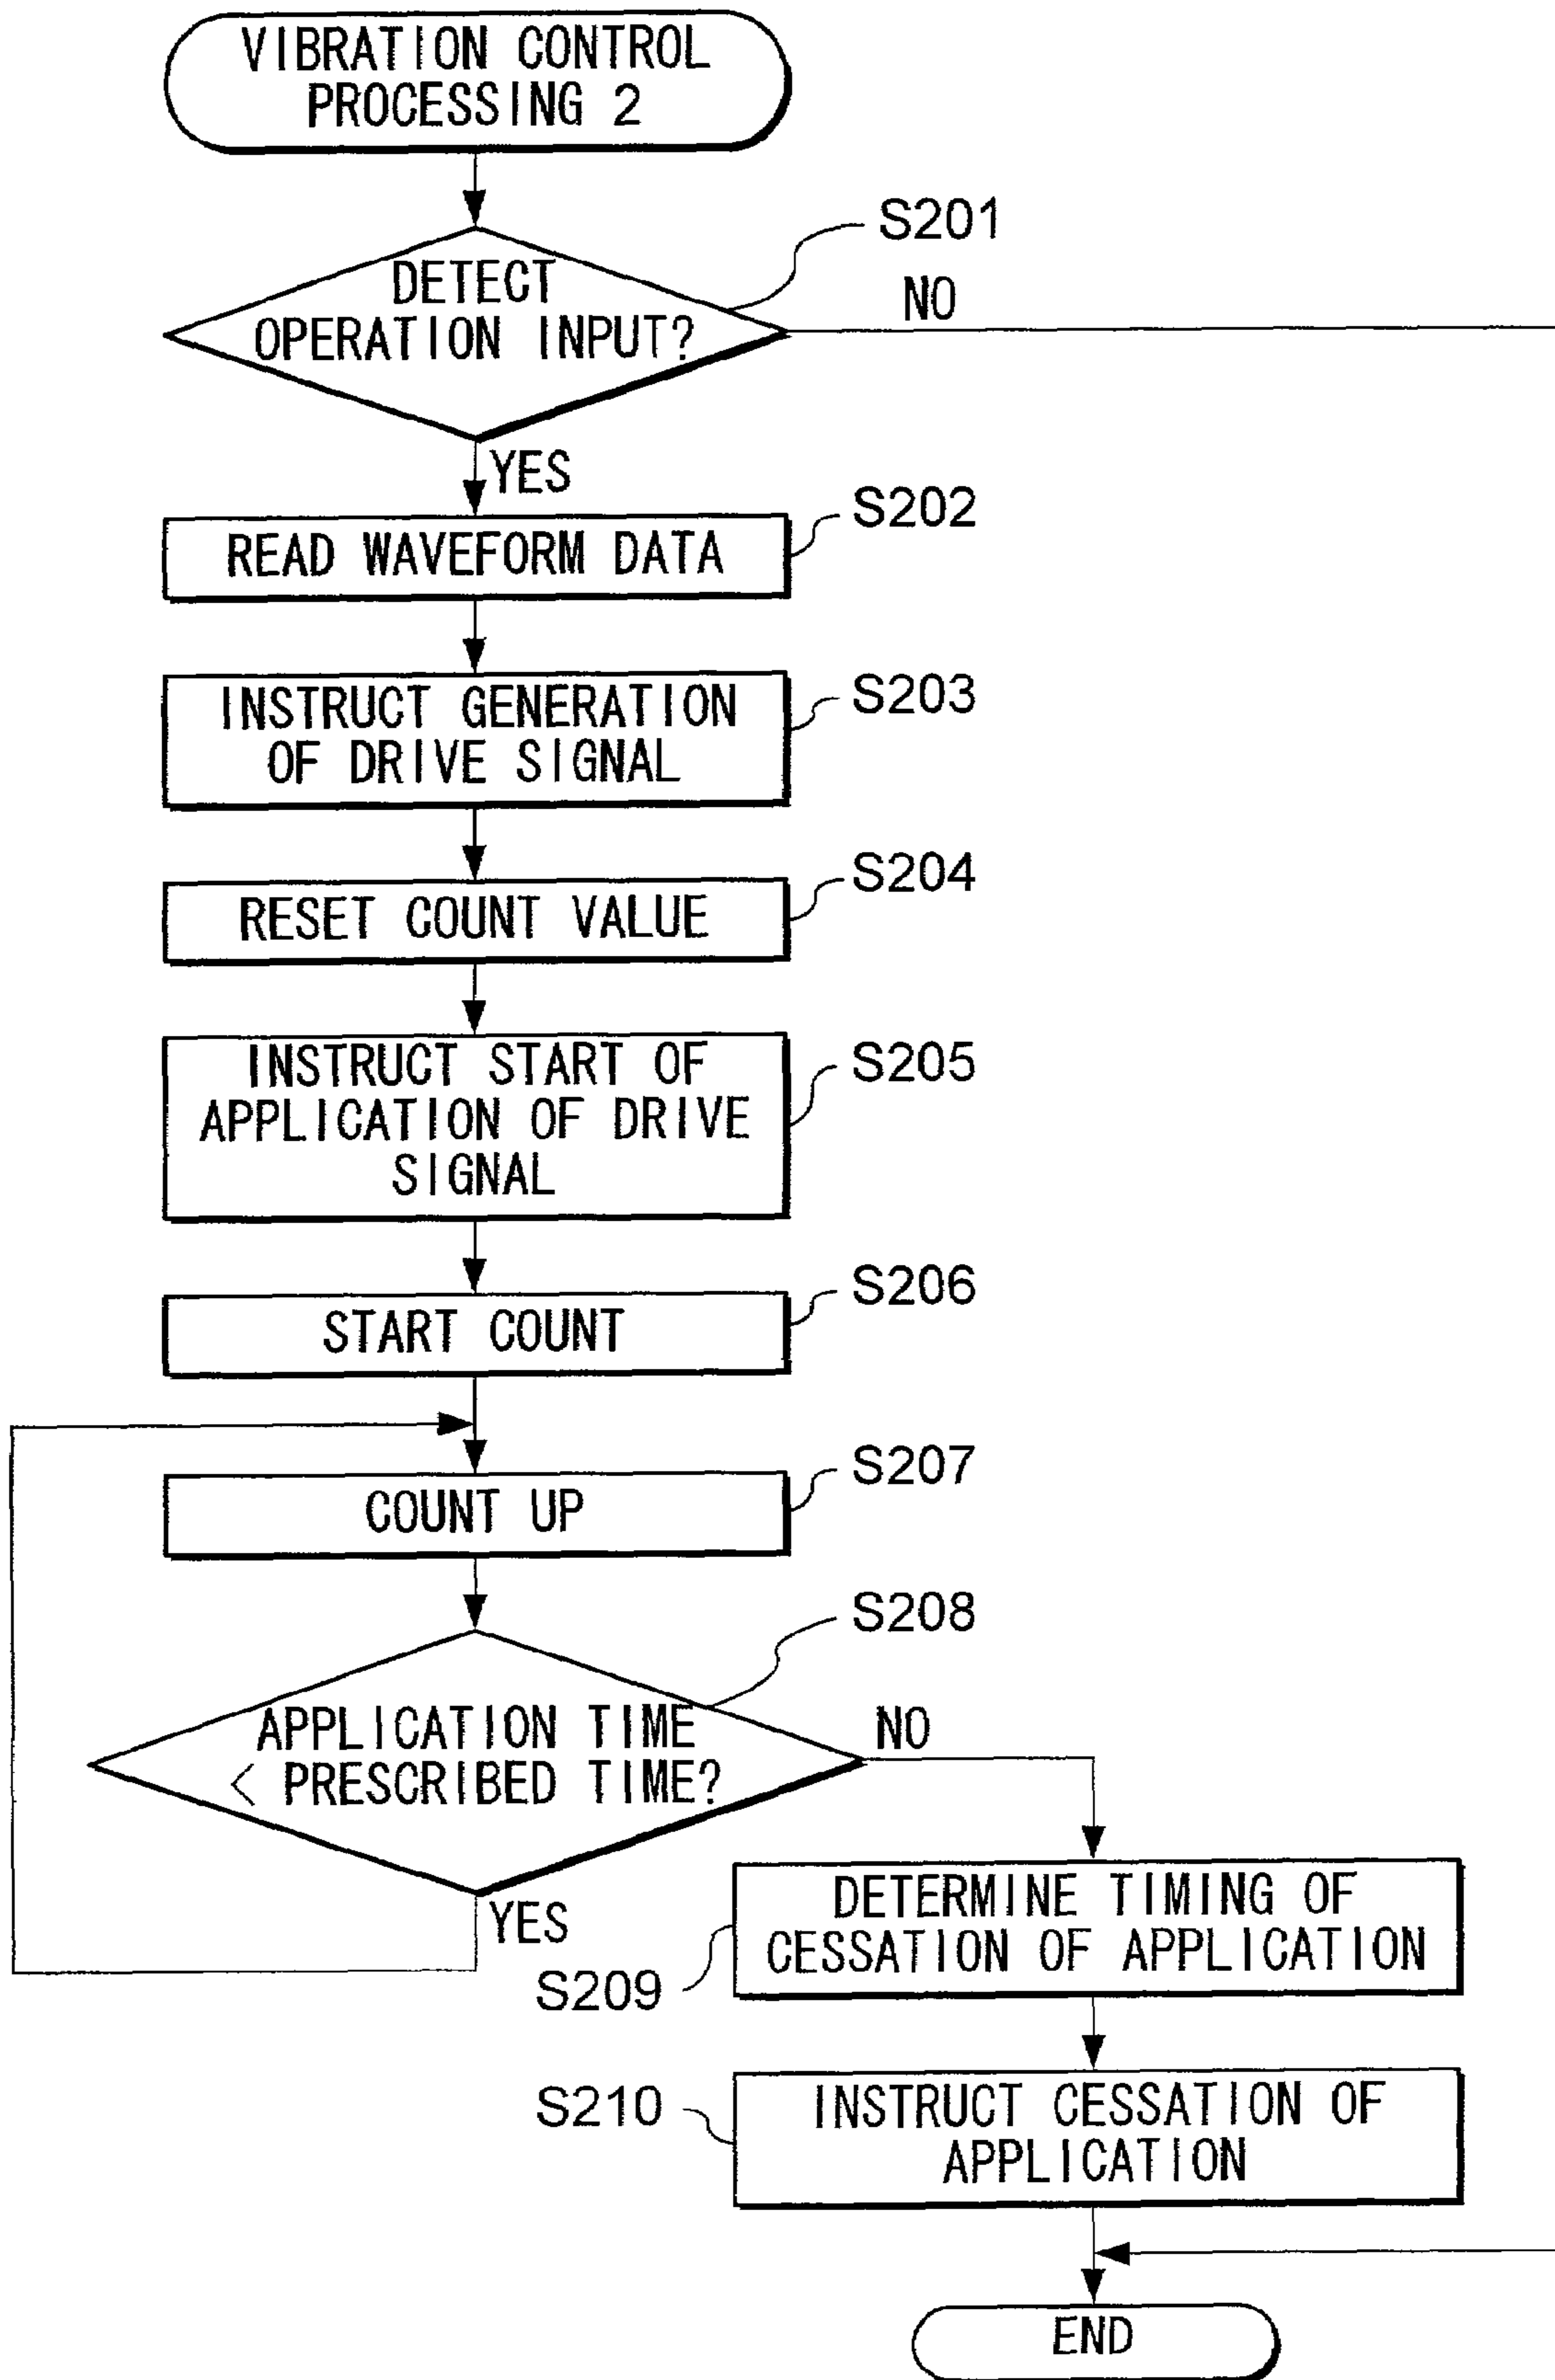 VIBRATION CONTROL
PROCESSING 2
S201
DETECT
OPERATION INPUT?
NO
YES
S202
READ WAVEFORM DATA
S203
INSTRUCT GENERATION
OF DRIVE SIGNAL
S204
RESET COUNT VALUE
S205
INSTRUCT START OF
APPLICATION OF DRIVE
SIGNAL
S206
START COUNT
S207
COUNT UP
S208
APPLICATION TIME
< PRESCRIBED TIME?
NO
YES
DETERMINE TIMING OF
CESSATION OF APPLICATION
S209
S210
INSTRUCT CESSATION OF
APPLICATION
END